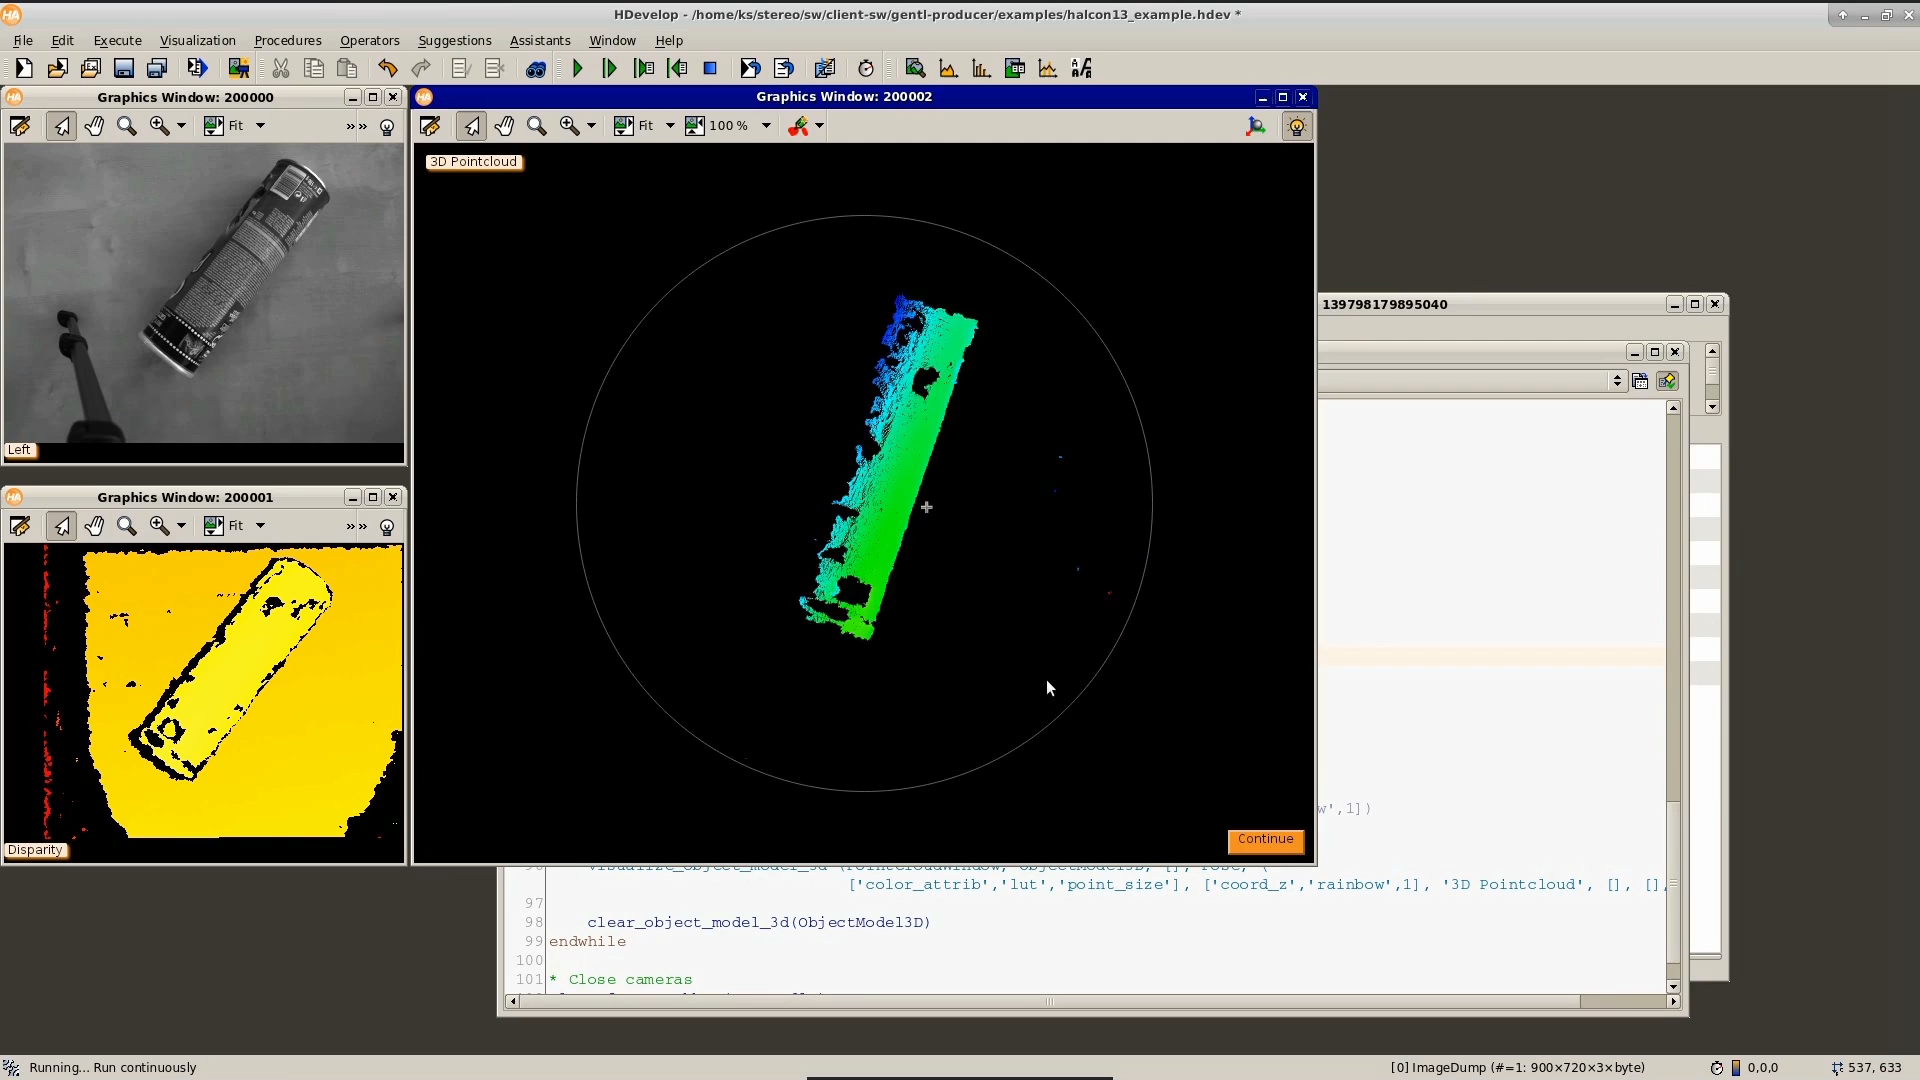 HDevelop - /home/ks/stereo/sw/client-sw/gentl-producer/examples/halcon13_example.hdev *
File Edit Execute Visualization Procedures Operators Suggestions Assistants Window Help
Graphics Window: 200000
Fit
Left
Graphics Window: 200001
Fit
Disparity
Graphics Window: 200002
Fit 100 %
3D Pointcloud
Continue
139798179895040
w',1])
['color_attrib','lut','point_size'], ['coord_z','rainbow',1], '3D Pointcloud', [], [],
97
98 clear_object_model_3d(ObjectModel3D)
99 endwhile
100
101 * Close cameras
Running... Run continuously
[0] ImageDump (#=1: 900×720×3×byte)
0,0,0
537, 633